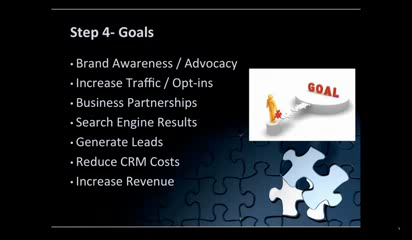 Step 4- Goals
• Brand Awareness / Advocacy
• Increase Traffic / Opt-ins
• Business Partnerships
• Search Engine Results
• Generate Leads
• Reduce CRM Costs
• Increase Revenue
GOAL